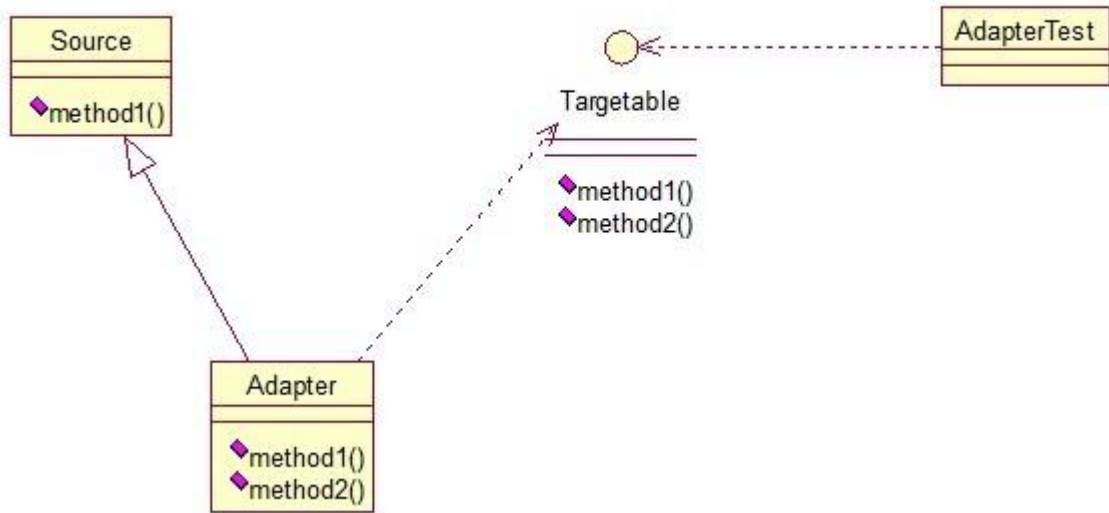 Source
method1()
Targetable
method1()
method2()
AdapterTest
Adapter
method1()
method2()